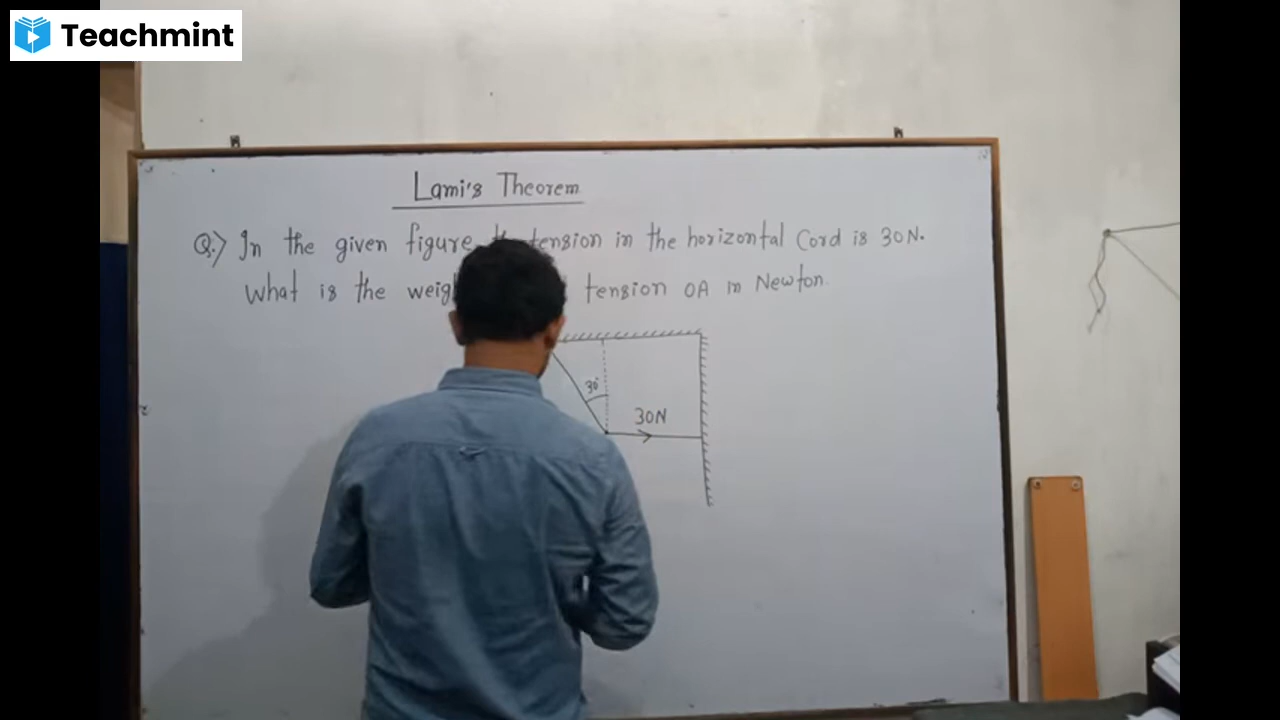 Teachmint
Lami's Theorem
Q.> In the given figure tension in the horizontal Cord is 30N.
What is the tension OA in Newton.
30°
30N